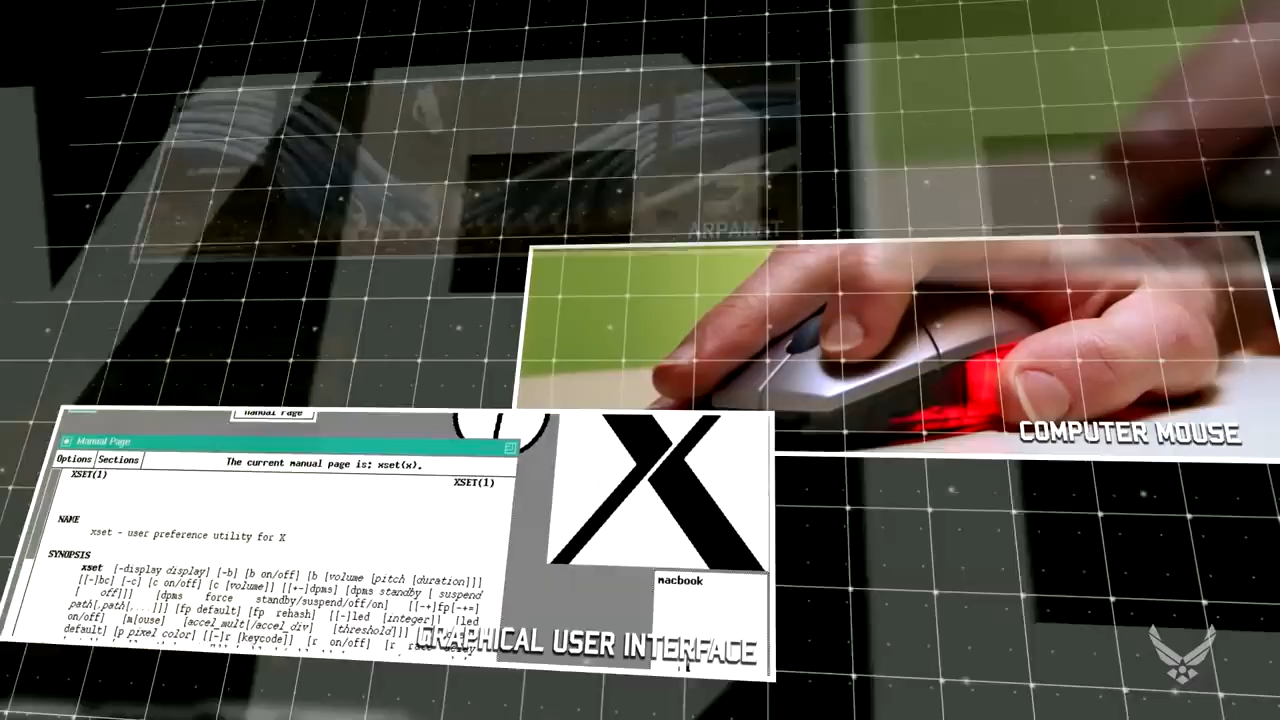 ARPANET
COMPUTER MOUSE
Manual Page
Manual Page
Options Sections The current manual page is: xset(x).
XSET(1) XSET(1)
NAME
xset - user preference utility for X
SYNOPSIS
xset [-display display] [-b] [b on/off] [b [volume [pitch [duration]]]
[[-]bc] [-c] [c on/off] [c [volume]] [[+-]dpms] [dpms standby [ suspend
[ off]]] [dpms force standby/suspend/off/on] [[-+]fp[-+=]
path[,path[,...]]] [fp default] [fp rehash] [[-]led [integer]] [led
on/off] [m[ouse] [accel_mult[/accel_div] [threshold]]]
default] [p pixel color] [[-]r [keycode]] [r on/off] [r rate delay
macbook
GRAPHICAL USER INTERFACE